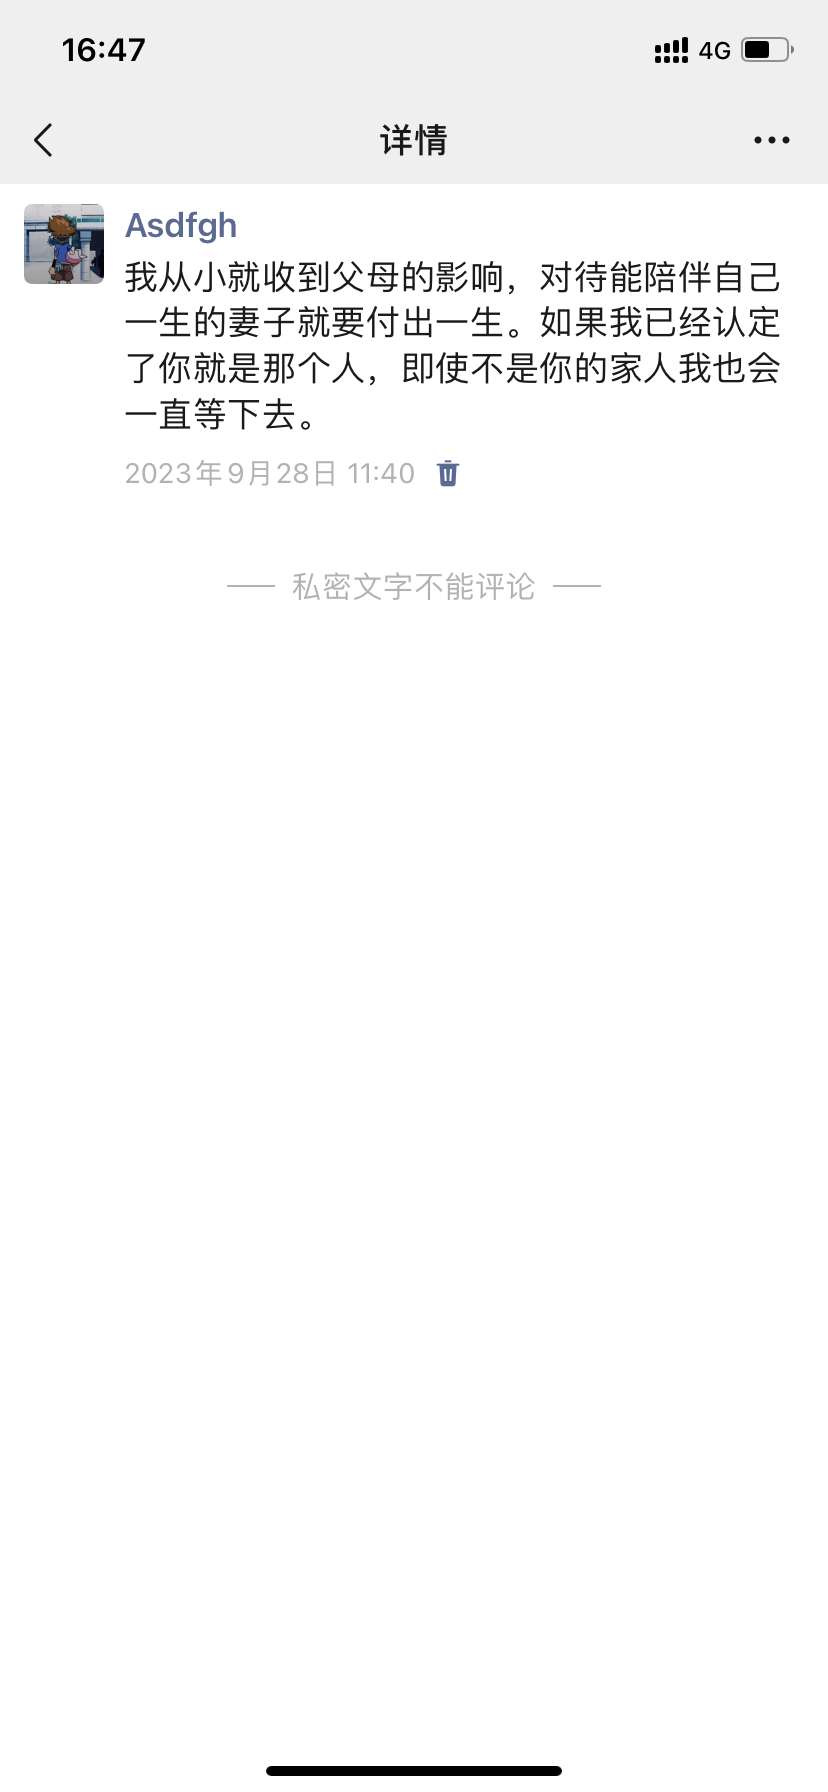 16:47
4G
详情
Asdfgh
我从小就收到父母的影响，对待能陪伴自己
一生的妻子就要付出一生。如果我已经认定
了你就是那个人，即使不是你的家人我也会
一直等下去。
2023年9月28日 11:40
私密文字不能评论